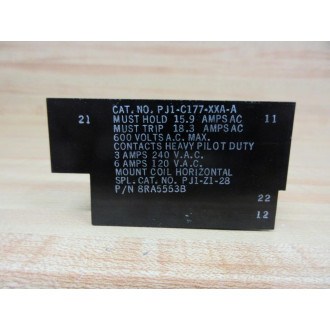 CAT. NO. PJ1-C177-XXA-A
21 MUST HOLD 15.9 AMPS AC 11
MUST TRIP 18.3 AMPS AC
600 VOLTS A.C. MAX.
CONTACTS HEAVY PILOT DUTY
3 AMPS 240 V.A.C.
6 AMPS 120 V.A.C.
MOUNT COIL HORIZONTAL
SPL. CAT. NO. PJ1-Z1-28
P/N 8RA5553B
22
12